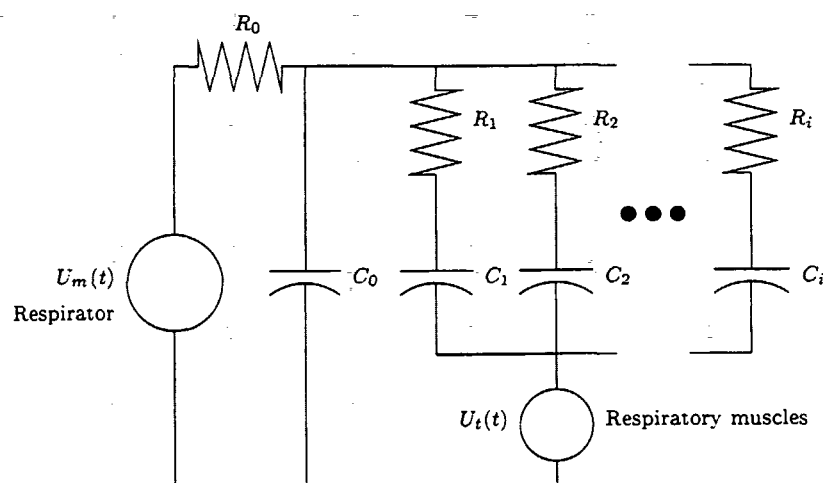 R₀
R₁
R₂
Rᵢ
Uₘ(t)
Respirator
C₀
C₁
C₂
Cᵢ
Uₜ(t)
Respiratory muscles